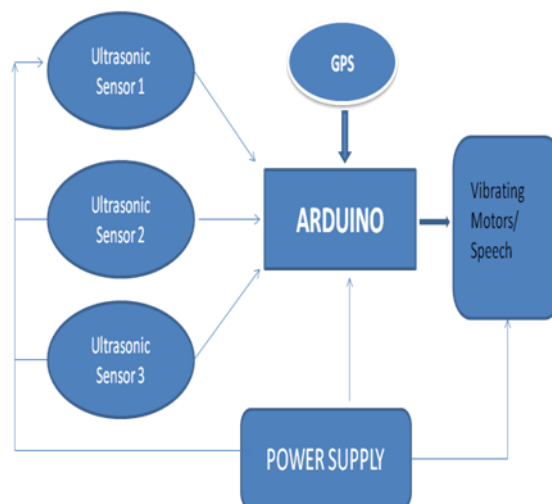 Ultrasonic
Sensor 1
GPS
Ultrasonic
Sensor 2
ARDUINO
Vibrating
Motors/
Speech
Ultrasonic
Sensor 3
POWER SUPPLY